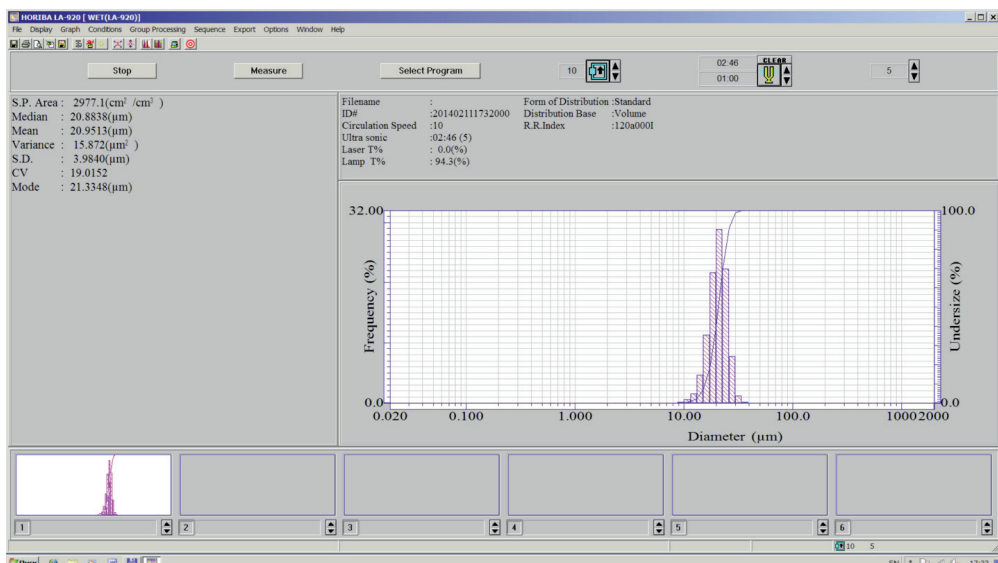 HORIBA LA-920 [ WET(LA-920)]
File Display Graph Conditions Group Processing Sequence Export Options Window Help
Stop Measure Select Program 10 02:46 CLEAR 5
01:00
S.P. Area : 2977.1(cm² /cm³ )
Median : 20.8838(µm)
Mean : 20.9513(µm)
Variance : 15.872(µm² )
S.D. : 3.9840(µm)
CV : 19.0152
Mode : 21.3348(µm)
Filename :
ID# :201402111732000
Circulation Speed :10
Ultra sonic :02:46 (5)
Laser T% : 0.0(%)
Lamp T% : 94.3(%)
Form of Distribution :Standard
Distribution Base :Volume
R.R.Index :120a000I
32.00 100.0
Frequency (%)
Undersize (%)
0.0 0.0
0.020 0.100 1.000 10.00 100.0 1000 2000
Diameter (µm)
1 2 3 4 5 6
10 5
EN 17:33